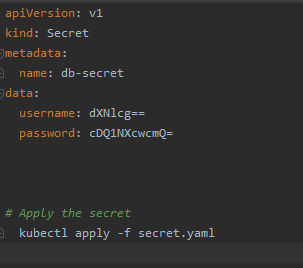 apiVersion: v1
kind: Secret
metadata:
  name: db-secret
data:
  username: dXNlcg==
  password: cDQ1NXcwcmQ=
# Apply the secret
  kubectl apply -f secret.yaml